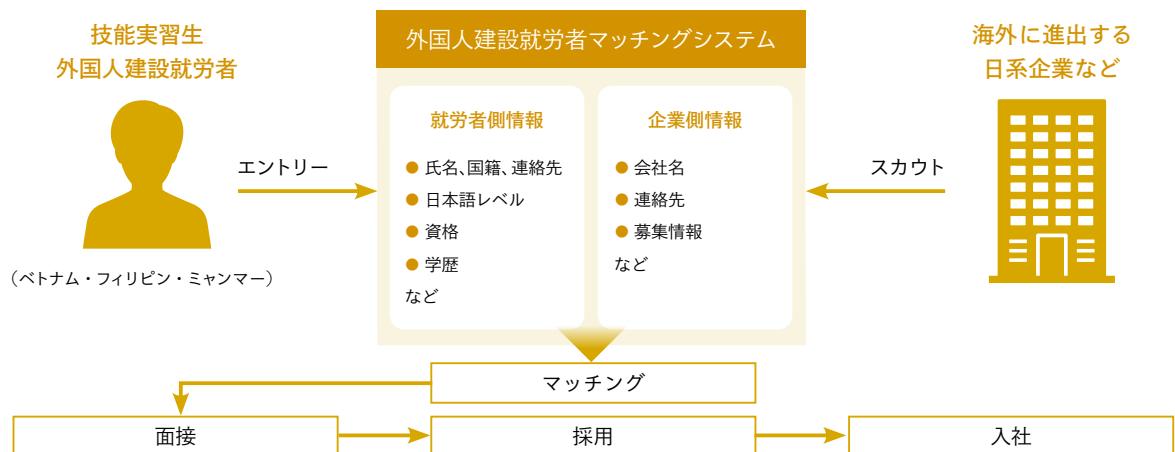 技能実習生
外国人建設就労者
エントリー
（ベトナム・フィリピン・ミャンマー）
外国人建設就労者マッチングシステム
就労者側情報
● 氏名、国籍、連絡先
● 日本語レベル
● 資格
● 学歴
など
企業側情報
● 会社名
● 連絡先
● 募集情報
など
海外に進出する
日系企業など
スカウト
マッチング
面接
採用
入社